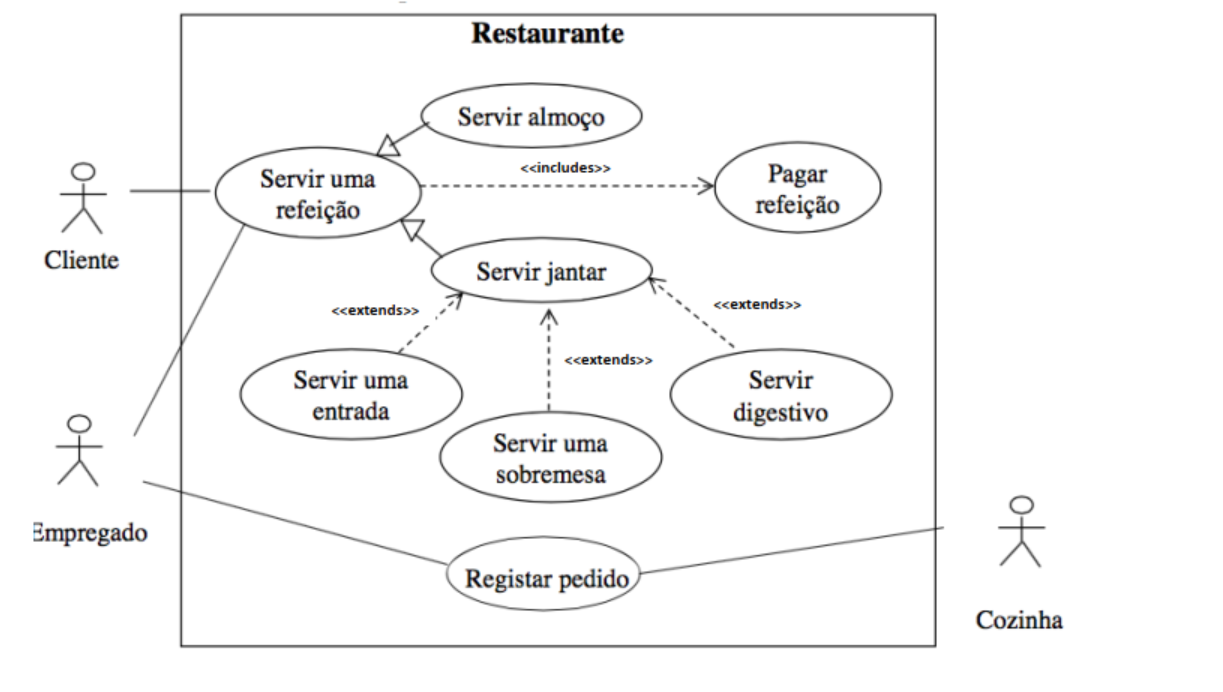 Restaurante
Servir almoço
<<includes>>
Servir uma
refeição
Pagar
refeição
Cliente
Servir jantar
<<extends>>
<<extends>>
<<extends>>
Servir uma
entrada
Servir
digestivo
Servir uma
sobremesa
Empregado
Registar pedido
Cozinha